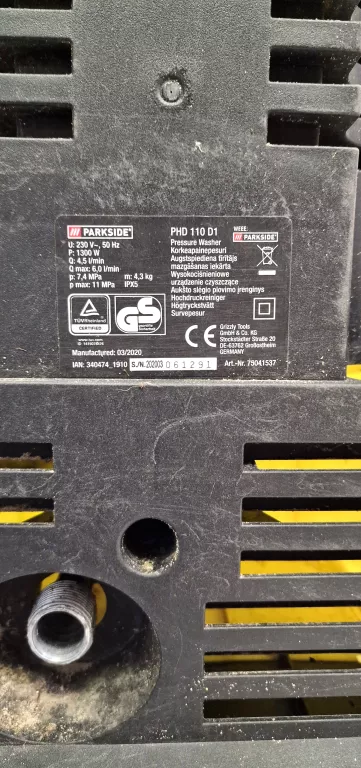 /// PARKSIDE®
U: 230 V~, 50 Hz
P: 1300 W
Q: 4,5 l/min
Q max: 6,0 l/min
p: 7,4 MPa m: 4,3 kg
p max: 11 MPa IPX5
PHD 110 D1
Pressure Washer
Korkeapainepesuri
Augstspiediena tīrītājs
mazgāšanas iekārta
Wysokociśnieniowe
urządzenie czyszczące
Aukšto slėgio plovimo įrenginys
Hochdruckreiniger
Högtryckstvätt
Survepesur
WEEE:
/// PARKSIDE®
TÜVRheinland
CERTIFIED
GS
geprüfte
Sicherheit
CE
Grizzly Tools
GmbH & Co. KG
Stockstädter Straße 20
DE-63762 Großostheim
GERMANY
Manufactured: 03/2020
IAN: 340474_1910 S/N. 202003 061291 Art.-Nr. 75041537